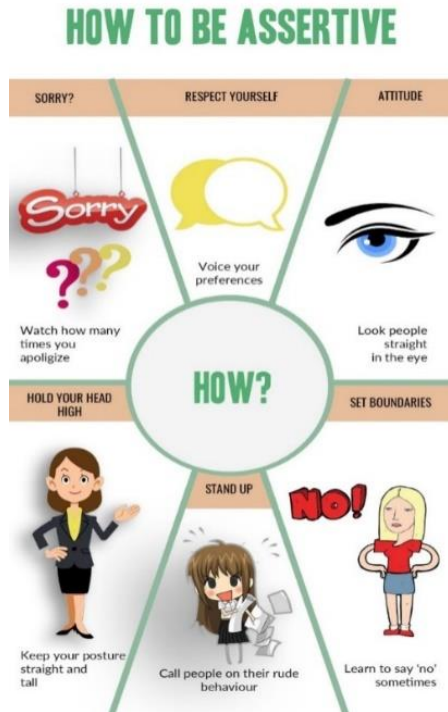 HOW TO BE ASSERTIVE
SORRY?
Sorry
???
Watch how many
times you
apoligize
RESPECT YOURSELF
Voice your
preferences
ATTITUDE
Look people
straight
in the eye
HOW?
HOLD YOUR HEAD
HIGH
Keep your posture
straight and
tall
STAND UP
Call people on their rude
behaviour
SET BOUNDARIES
NO!
Learn to say 'no'
sometimes